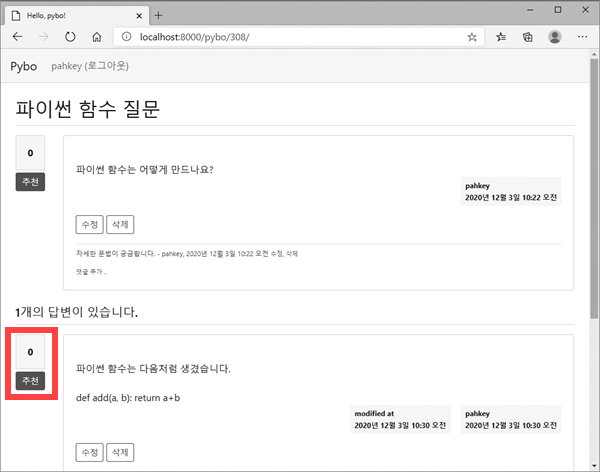 Hello, pybo!
localhost:8000/pybo/308/
Pybo pahkey (로그아웃)
파이썬 함수 질문
0
추천
파이썬 함수는 어떻게 만드나요?
pahkey
2020년 12월 3일 10:22 오전
수정 삭제
자세한 문법이 궁금합니다. - pahkey, 2020년 12월 3일 10:22 오전 수정, 삭제
댓글 추가 ..
1개의 답변이 있습니다.
0
추천
파이썬 함수는 다음처럼 생겼습니다.
def add(a, b): return a+b
modified at
2020년 12월 3일 10:30 오전
pahkey
2020년 12월 3일 10:30 오전
수정 삭제